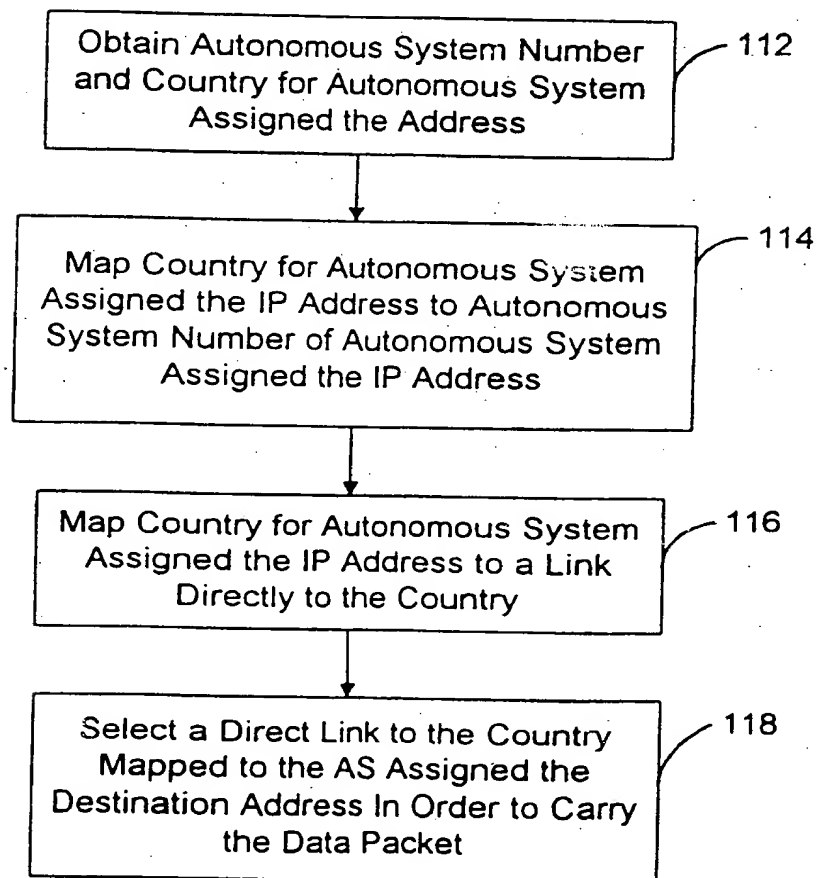 Obtain Autonomous System Number
and Country for Autonomous System
Assigned the Address
112
Map Country for Autonomous System
Assigned the IP Address to Autonomous
System Number of Autonomous System
Assigned the IP Address
114
Map Country for Autonomous System
Assigned the IP Address to a Link
Directly to the Country
116
Select a Direct Link to the Country
Mapped to the AS Assigned the
Destination Address In Order to Carry
the Data Packet
118